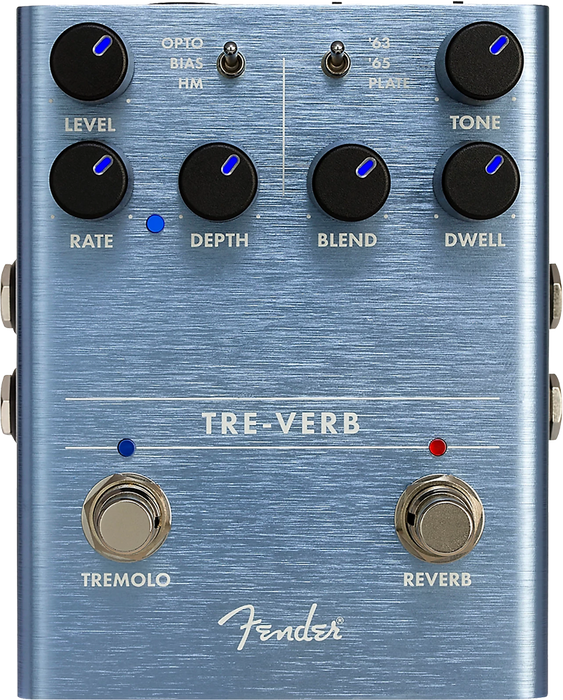 OPTO
BIAS
HM
'63
'65
PLATE
LEVEL
TONE
RATE
DEPTH
BLEND
DWELL
TRE-VERB
TREMOLO
REVERB
Fender®